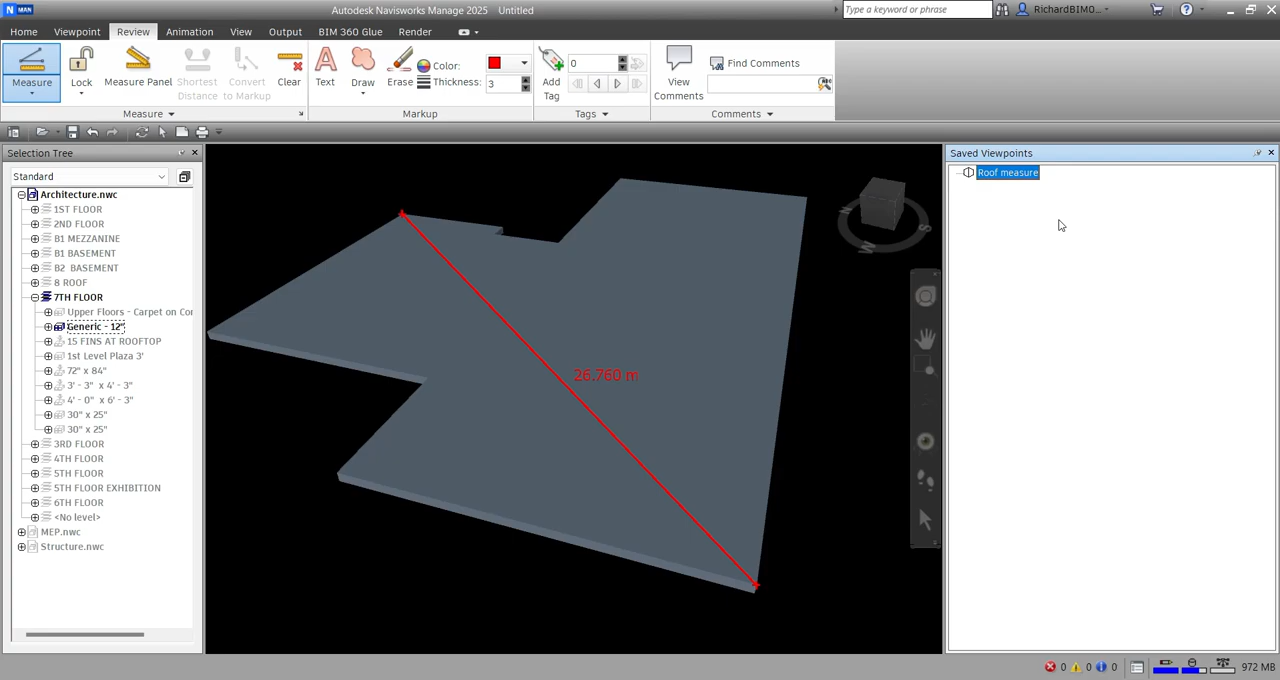 N MAN
Autodesk Navisworks Manage 2025 Untitled
Type a keyword or phrase
RichardBIMO...
Home Viewpoint Review Animation View Output BIM 360 Glue Render
Measure
Lock
Measure Panel
Shortest Distance
Convert to Markup
Clear
Text
Draw
Erase
Color:
Thickness: 3
Add Tag
0
View Comments
Find Comments
Measure
Markup
Tags
Comments
Selection Tree
Standard
Architecture.nwc
1ST FLOOR
2ND FLOOR
B1 MEZZANINE
B1 BASEMENT
B2 BASEMENT
8 ROOF
7TH FLOOR
Upper Floors - Carpet on Cor
Generic - 12"
15 FINS AT ROOFTOP
1st Level Plaza 3'
72" x 84"
3' - 3" x 4' - 3"
4' - 0" x 6' - 3"
30" x 25"
30" x 25"
3RD FLOOR
4TH FLOOR
5TH FLOOR
5TH FLOOR EXHIBITION
6TH FLOOR
<No level>
MEP.nwc
Structure.nwc
26.760 m
W
S
Saved Viewpoints
Roof measure
0 0 0 972 MB